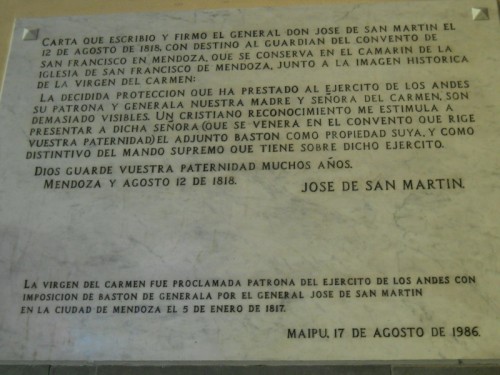 CARTA QUE ESCRIBIO Y FIRMO EL GENERAL DON JOSE DE SAN MARTIN EL
12 DE AGOSTO DE 1818, CON DESTINO AL GUARDIAN DEL CONVENTO DE
SAN FRANCISCO EN MENDOZA, QUE SE CONSERVA EN EL CAMARIN DE LA
IGLESIA DE SAN FRANCISCO DE MENDOZA, JUNTO A LA IMAGEN HISTORICA
DE LA VIRGEN DEL CARMEN:
LA DECIDIDA PROTECCION QUE HA PRESTADO AL EJERCITO DE LOS ANDES
SU PATRONA Y GENERALA NUESTRA MADRE Y SEÑORA DEL CARMEN, SON
DEMASIADO VISIBLES. UN CRISTIANO RECONOCIMIENTO ME ESTIMULA A
PRESENTAR A DICHA SEÑORA (QUE SE VENERA EN EL CONVENTO QUE RIGE
VUESTRA PATERNIDAD) EL ADJUNTO BASTON COMO PROPIEDAD SUYA, Y COMO
DISTINTIVO DEL MANDO SUPREMO QUE TIENE SOBRE DICHO EJERCITO.
DIOS GUARDE VUESTRA PATERNIDAD MUCHOS AÑOS.
MENDOZA Y AGOSTO 12 DE 1818. JOSE DE SAN MARTIN.
LA VIRGEN DEL CARMEN FUE PROCLAMADA PATRONA DEL EJERCITO DE LOS ANDES CON
IMPOSICION DE BASTON DE GENERALA POR EL GENERAL JOSE DE SAN MARTIN
EN LA CIUDAD DE MENDOZA EL 5 DE ENERO DE 1817.
MAIPU, 17 DE AGOSTO DE 1986.